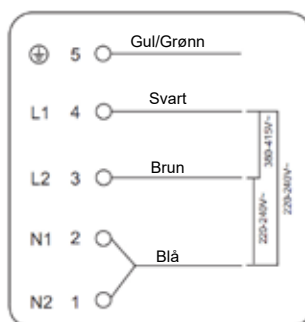 ⏚ 5 Gul/Grønn
L1 4 Svart
L2 3 Brun
N1 2
Blå
N2 1
380-415V~
220-240V~
220-240V~